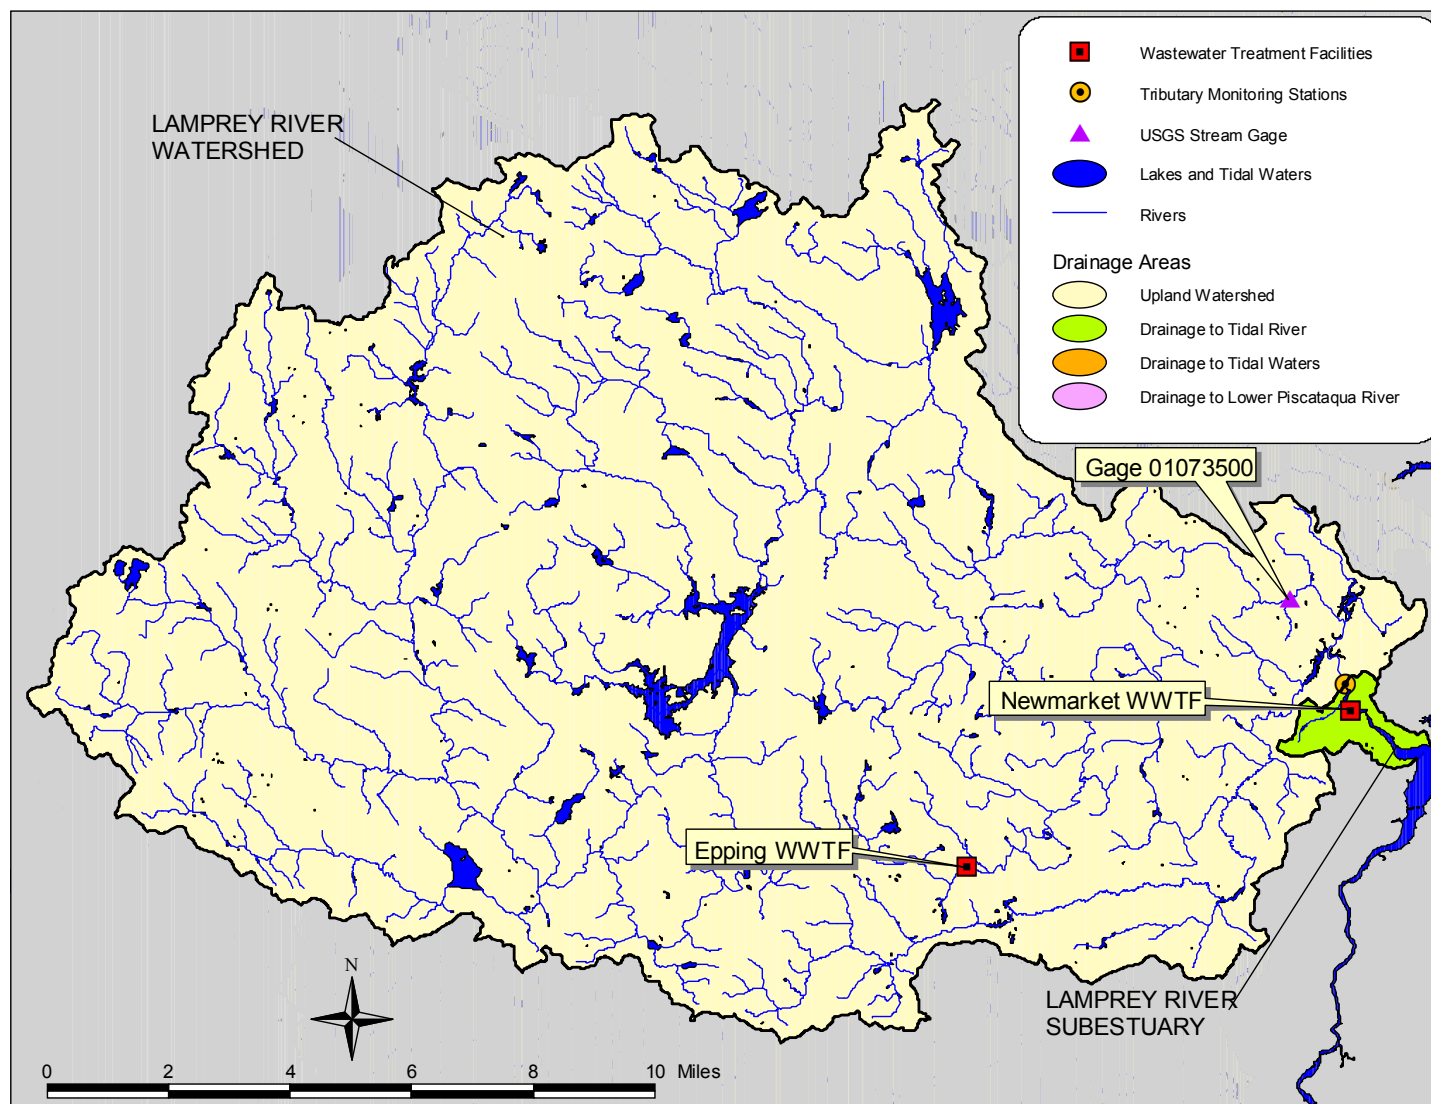 LAMPREY RIVER
WATERSHED
Wastewater Treatment Facilities
Tributary Monitoring Stations
USGS Stream Gage
Lakes and Tidal Waters
Rivers
Drainage Areas
Upland Watershed
Drainage to Tidal River
Drainage to Tidal Waters
Drainage to Lower Piscataqua River
Gage 01073500
Newmarket WWTF
Epping WWTF
LAMPREY RIVER
SUBESTUARY
N
0 2 4 6 8 10 Miles